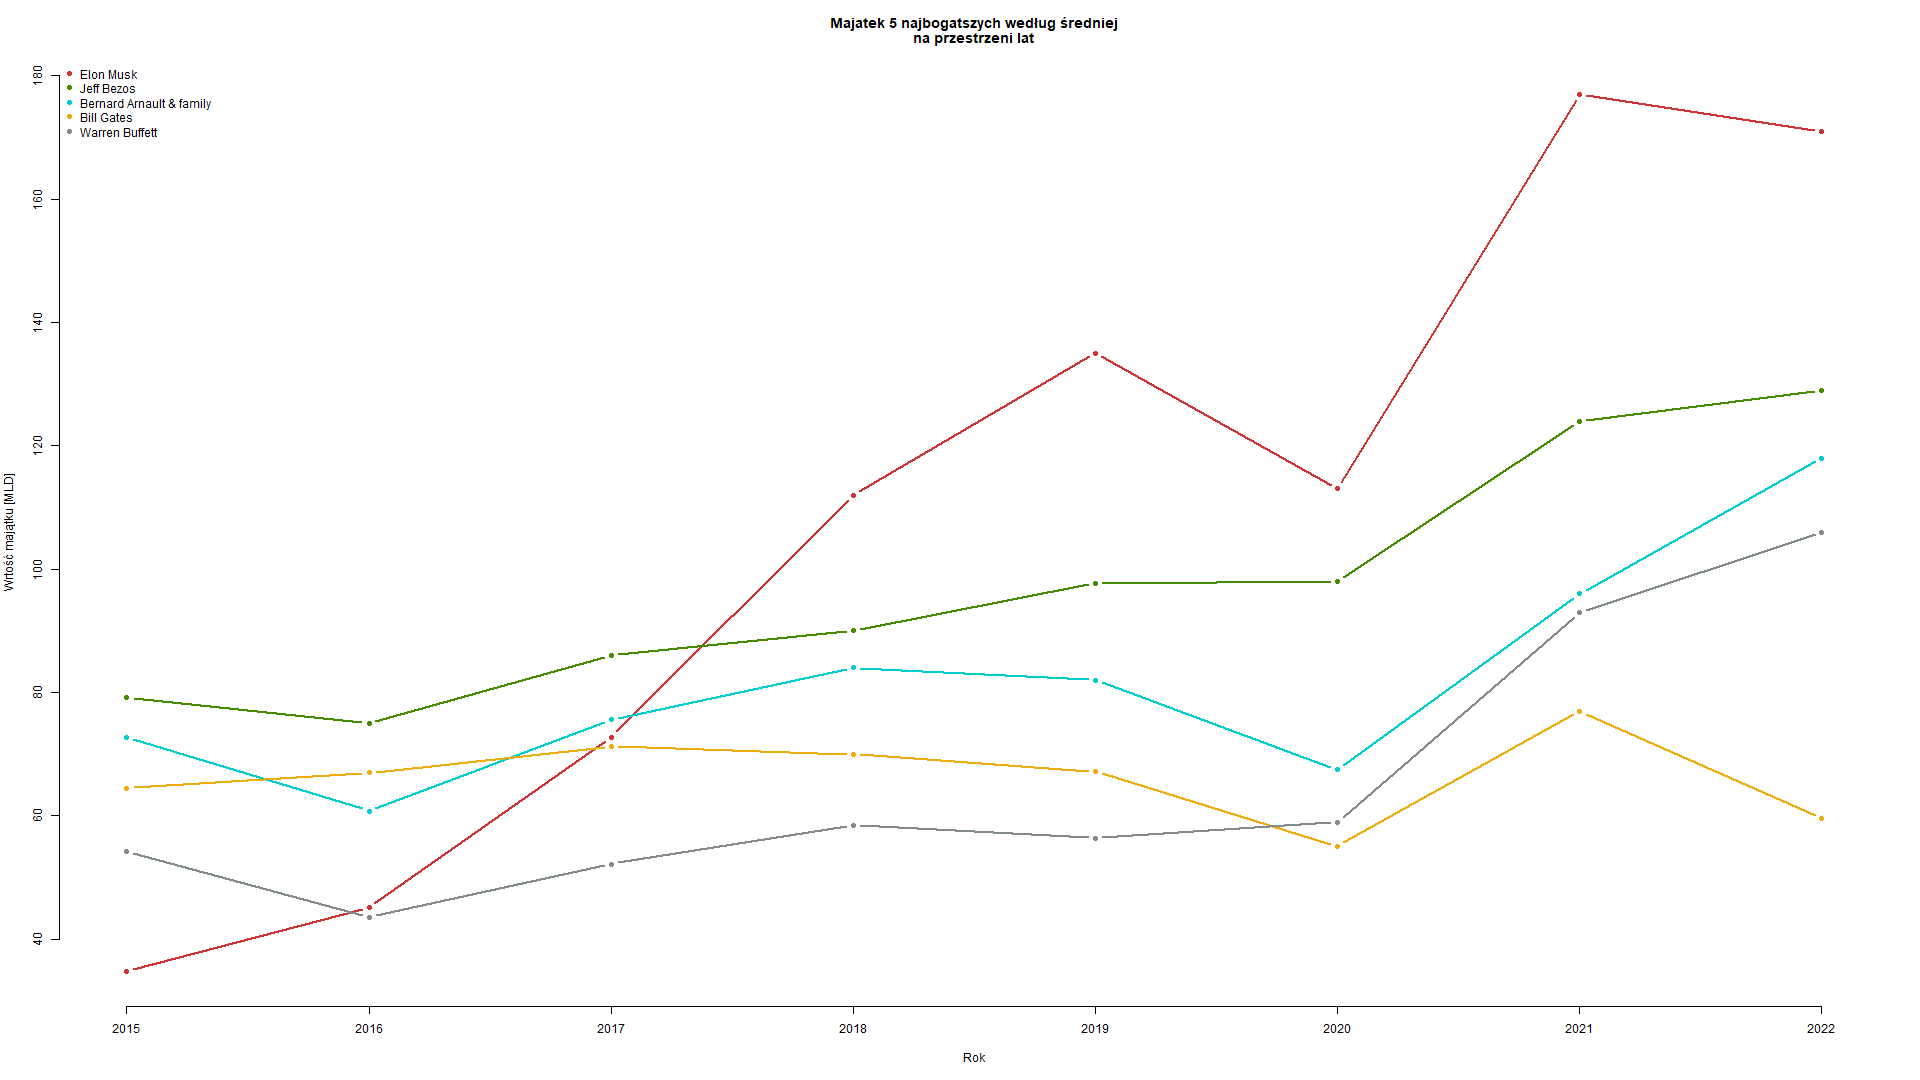 Majatek 5 najbogatszych według średniej
na przestrzeni lat
Elon Musk
Jeff Bezos
Bernard Arnault & family
Bill Gates
Warren Buffett
180
160
140
120
100
80
60
40
Wrtość majątku [MLD]
2015 2016 2017 2018 2019 2020 2021 2022
Rok